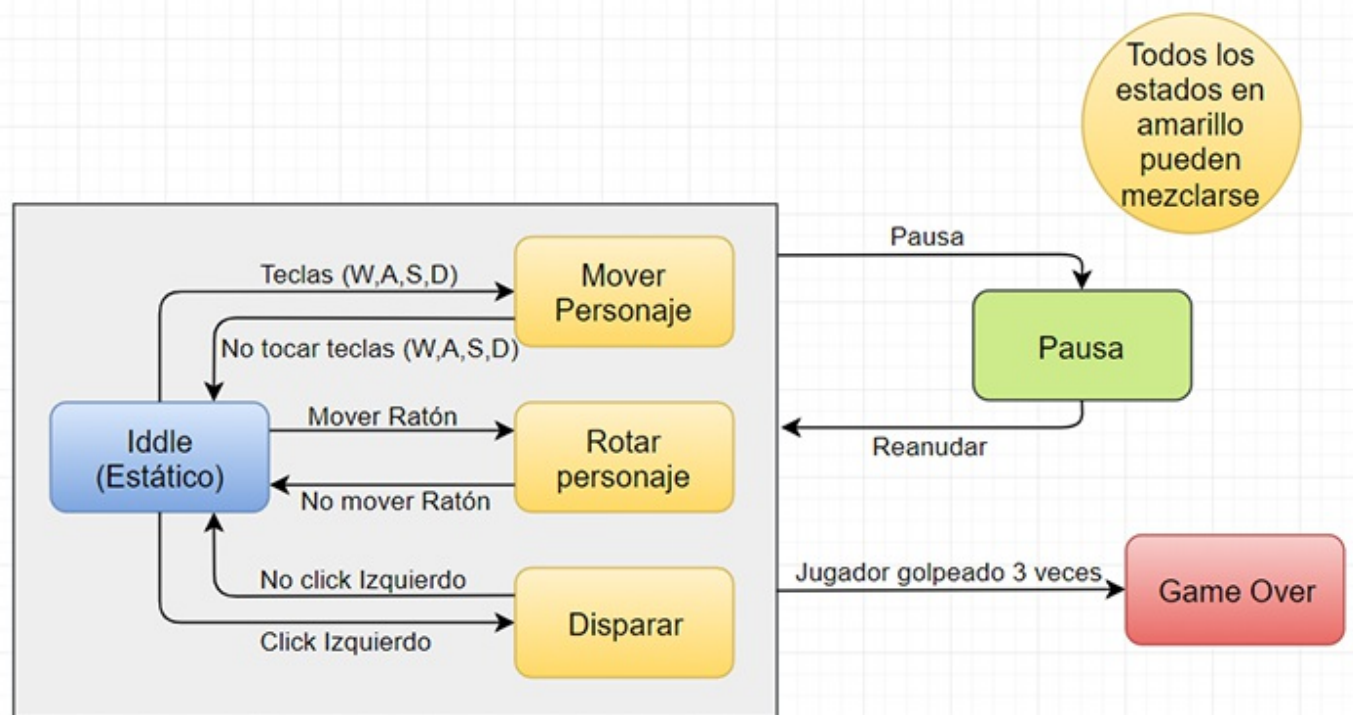 Todos los
estados en
amarillo
pueden
mezclarse
Pausa
Teclas (W,A,S,D)
Mover
Personaje
No tocar teclas (W,A,S,D)
Pausa
Mover Ratón
Iddle
(Estático)
Rotar
personaje
Reanudar
No mover Ratón
No click Izquierdo
Jugador golpeado 3 veces
Game Over
Disparar
Click Izquierdo